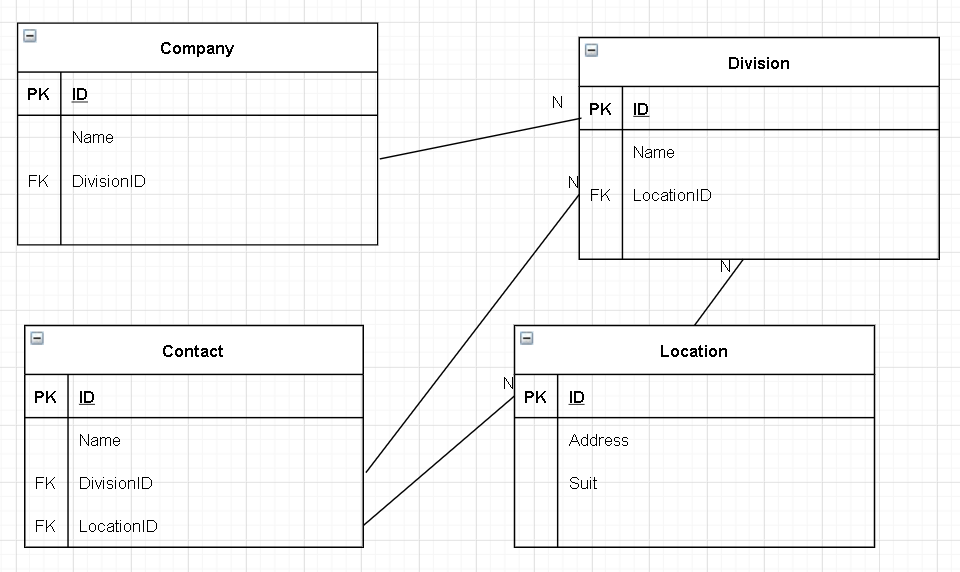 Company
PK ID
Name
FK DivisionID
N
Division
PK ID
Name
N
FK LocationID
N
Contact
PK ID
Name
FK DivisionID
FK LocationID
Location
N
PK ID
Address
Suit